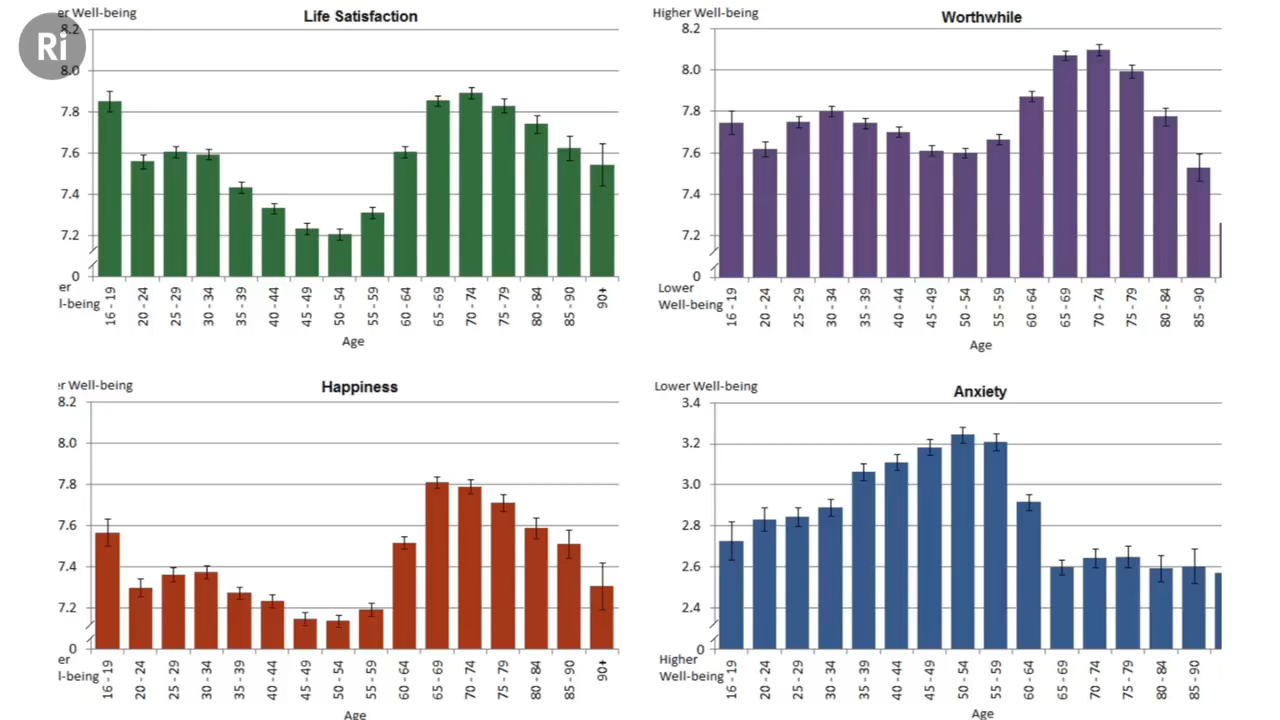 Ri
er Well-being
Life Satisfaction
8.2
8.0
7.8
7.6
7.4
7.2
0
er
l-being
16 - 19
20 - 24
25 - 29
30 - 34
35 - 39
40 - 44
45 - 49
50 - 54
55 - 59
60 - 64
65 - 69
70 - 74
75 - 79
80 - 84
85 - 90
90+
Age
Higher Well-being
Worthwhile
8.2
8.0
7.8
7.6
7.4
7.2
0
Lower
Well-being
16 - 19
20 - 24
25 - 29
30 - 34
35 - 39
40 - 44
45 - 49
50 - 54
55 - 59
60 - 64
65 - 69
70 - 74
75 - 79
80 - 84
85 - 90
Age
er Well-being
Happiness
8.2
8.0
7.8
7.6
7.4
7.2
0
er
l-being
16 - 19
20 - 24
25 - 29
30 - 34
35 - 39
40 - 44
45 - 49
50 - 54
55 - 59
60 - 64
65 - 69
70 - 74
75 - 79
80 - 84
85 - 90
90+
Age
Lower Well-being
Anxiety
3.4
3.2
3.0
2.8
2.6
2.4
0
Higher
Well-being
16 - 19
20 - 24
25 - 29
30 - 34
35 - 39
40 - 44
45 - 49
50 - 54
55 - 59
60 - 64
65 - 69
70 - 74
75 - 79
80 - 84
85 - 90
Age